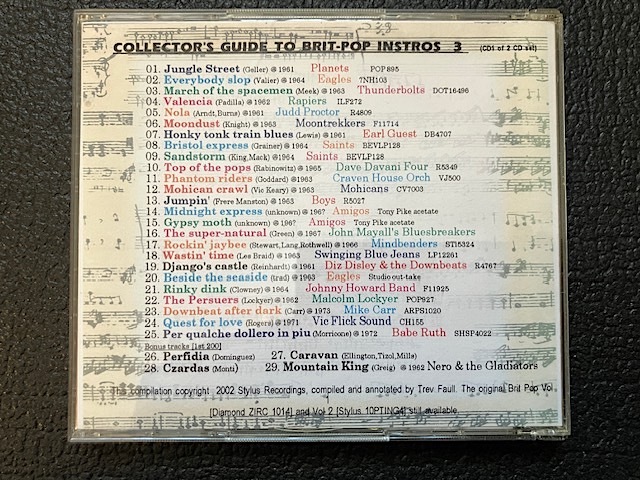 COLLECTOR'S GUIDE TO BRIT-POP INSTROS 3 (CD1 of 2 CD set)
01. Jungle Street (Geller) @ 1961 Planets POP 895
02. Everybody slop (Valier) @ 1964 Eagles 7NH103
03. March of the spacemen (Meek) @ 1963 Thunderbolts DOT16496
04. Valencia (Padilla) @ 1962 Rapiers ILF272
05. Nola (Arndt,Burns) @ 1961 Judd Proctor R4809
06. Moondust (Knight) @ 1963 Moontrekkers F11714
07. Honky tonk train blues (Lewis) @ 1961 Earl Guest DB4707
08. Bristol express (Grainer) @ 1964 Saints BEVLP128
09. Sandstorm (King,Mack) @ 1964 Saints BEVLP128
10. Top of the pops (Rabinowitz) @ 1965 Dave Davani Four R5349
11. Phantom riders (Goddard) @1963 Craven House Orch VJ500
12. Mohican crawl (Vic Keary) @ 1963 Mohicans CV7003
13. Jumpin' (Frere Manston) @ 1963 Boys R5027
14. Midnight express (unknown) @ 196? Amigos Tony Pike acetate
15. Gypsy moth (unknown) @ 196? Amigos Tony Pike acetate
16. The super-natural (Green) @ 1967 John Mayall's Bluesbreakers
17. Rockin' jaybee (Stewart,Lang,Rothwell) @ 1966 Mindbenders STl5324
18. Wastin' time (Les Braid) @ 1963 Swinging Blue Jeans LP12261
19. Django's castle (Reinhardt) @ 1961 Diz Disley & the Downbeats R4767
20. Beside the seaside (trad) @ 1963 Eagles Studio out-take
21. Rinky dink (Clowney) @ 1964 Johnny Howard Band F11925
22. The Persuers (Lockyer) @ 1962 Malcolm Lockyer POP927
23. Downbeat after dark (Carr) @ 1973 Mike Carr ARPS1020
24. Quest for love (Rogers) @ 1971 Vic Flick Sound CH155
25. Per qualche dollero in piu (Morricone) @ 1972 Babe Ruth SHSP4022
Bonus tracks [1st 200]
26. Perfidia (Dominguez) 27. Caravan (Ellington,Tizol,Mills)
28. Czardas (Monti) 29. Mountain King (Greig) @ 1962 Nero & the Gladiators
This compilation copyright 2002 Stylus Recordings, compiled and annotated by Trev Faull. The original Brit Pop Vol
[Diamond ZIRC 1014] and Vol 2 [Stylus 10PTING4] still available.